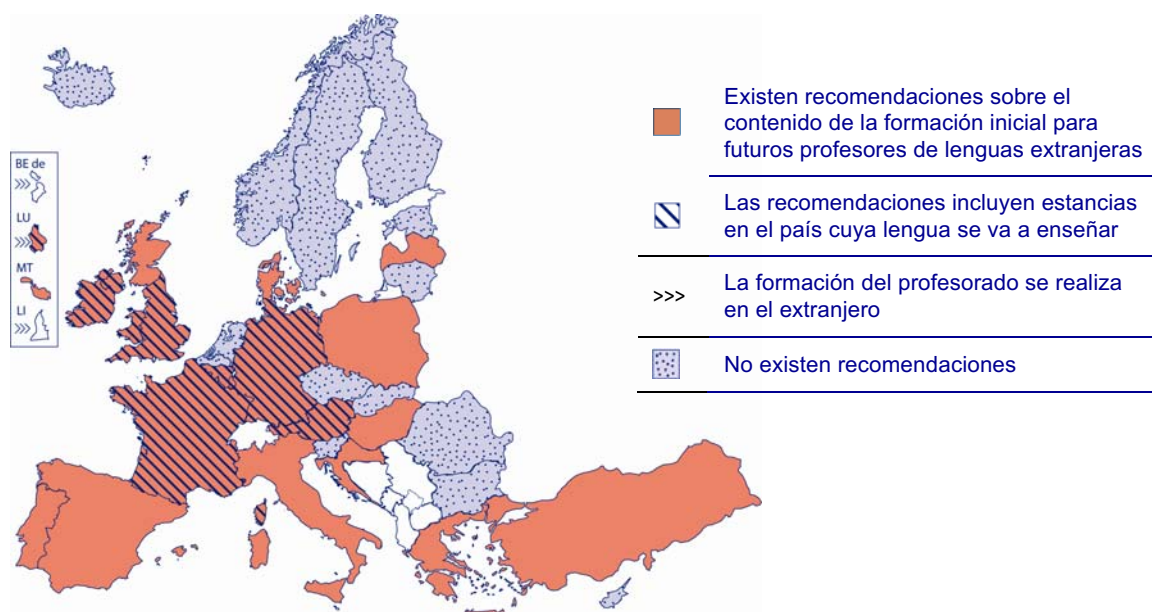 BE de
>>>
LU
>>>
MT
LI
>>>
Existen recomendaciones sobre el
contenido de la formación inicial para
futuros profesores de lenguas extranjeras
Las recomendaciones incluyen estancias
en el país cuya lengua se va a enseñar
>>> La formación del profesorado se realiza
en el extranjero
No existen recomendaciones